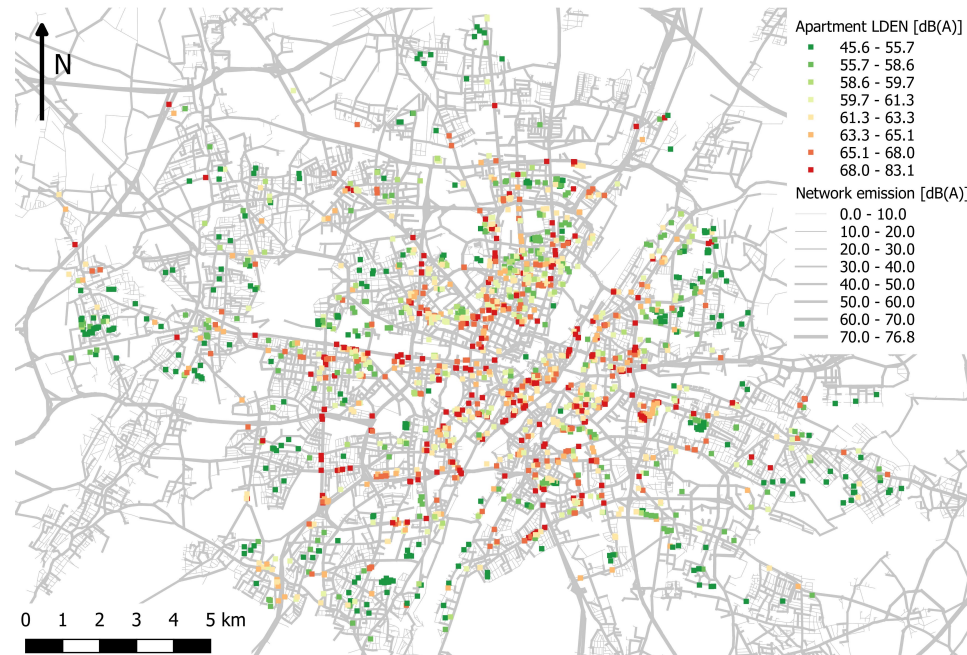 N
Apartment LDEN [dB(A)]
45.6 - 55.7
55.7 - 58.6
58.6 - 59.7
59.7 - 61.3
61.3 - 63.3
63.3 - 65.1
65.1 - 68.0
68.0 - 83.1
Network emission [dB(A)]
0.0 - 10.0
10.0 - 20.0
20.0 - 30.0
30.0 - 40.0
40.0 - 50.0
50.0 - 60.0
60.0 - 70.0
70.0 - 76.8
0 1 2 3 4 5 km